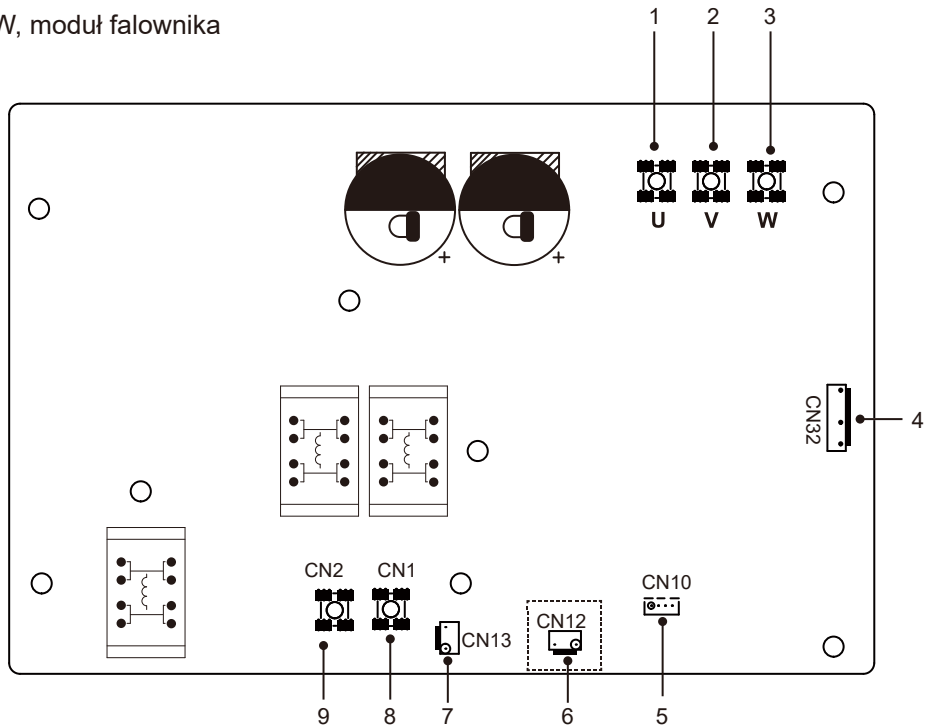 W, moduł falownika
1 2 3
U V W
+ +
CN32
4
CN2 CN1
CN10
CN12
CN13
9 8 7 6 5